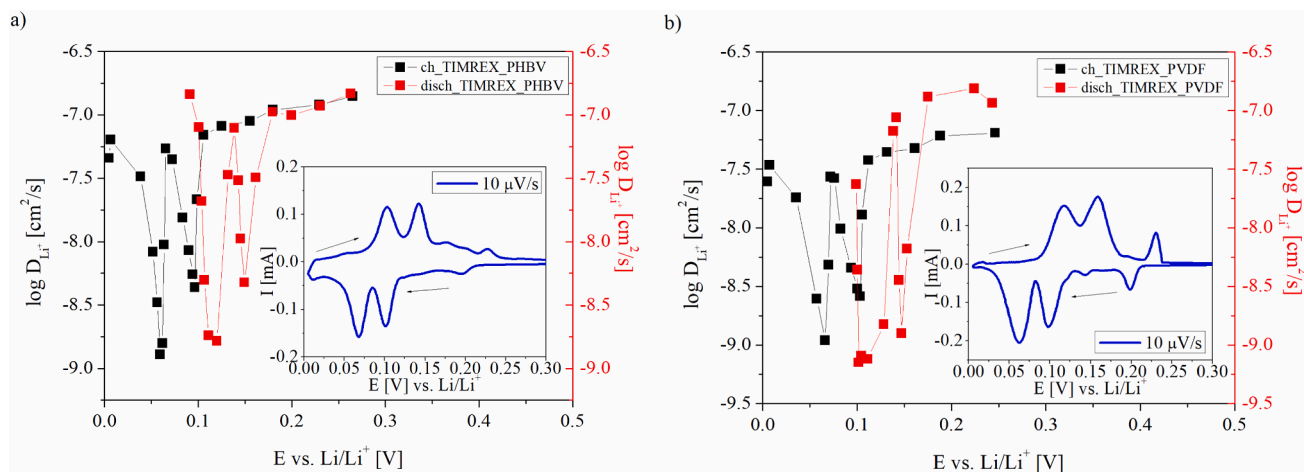 a)
-6.5
-7.0
-7.5
-8.0
-8.5
-9.0
log D_Li⁺ [cm²/s]
ch_TIMREX_PHBV
disch_TIMREX_PHBV
-6.5
-7.0
-7.5
-8.0
-8.5
-9.0
log D_Li⁺ [cm²/s]
0.2
0.1
0.0
-0.1
-0.2
I [mA]
10 μV/s
0.00 0.05 0.10 0.15 0.20 0.25 0.30
E [V] vs. Li/Li⁺
0.0 0.1 0.2 0.3 0.4 0.5
E vs. Li/Li⁺ [V]
b)
-6.5
-7.0
-7.5
-8.0
-8.5
-9.0
-9.5
log D_Li⁺ [cm²/s]
ch_TIMREX_PVDF
disch_TIMREX_PVDF
-6.5
-7.0
-7.5
-8.0
-8.5
-9.0
-9.5
log D_Li⁺ [cm²/s]
0.2
0.1
0.0
-0.1
-0.2
I [mA]
10 μV/s
0.00 0.05 0.10 0.15 0.20 0.25 0.30
E [V] vs. Li/Li⁺
0.0 0.1 0.2 0.3 0.4 0.5
E vs. Li/Li⁺ [V]